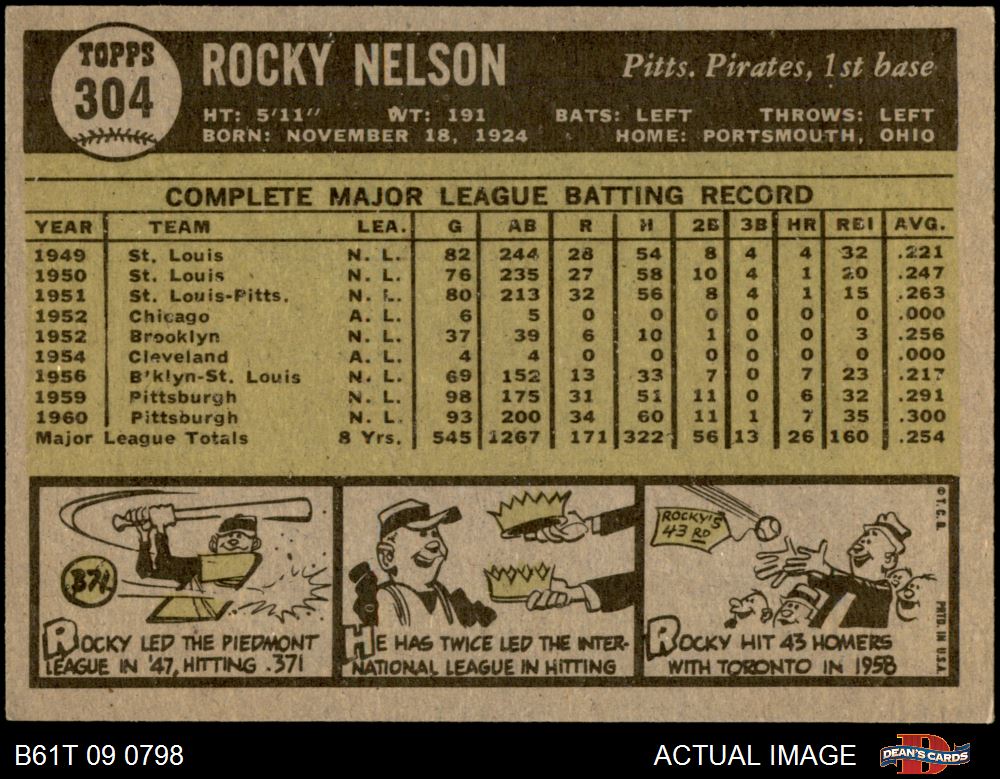 TOPPS
304
ROCKY NELSON
Pitts. Pirates, 1st base
HT: 5'11" WT: 191 BATS: LEFT THROWS: LEFT
BORN: NOVEMBER 18, 1924 HOME: PORTSMOUTH, OHIO
COMPLETE MAJOR LEAGUE BATTING RECORD
YEAR TEAM LEA. G AB R H 2B 3B HR RBI AVG.
1949 St. Louis N. L. 82 244 28 54 8 4 4 32 .221
1950 St. Louis N. L. 76 235 27 58 10 4 1 20 .247
1951 St. Louis-Pitts. N. L. 80 213 32 56 8 4 1 15 .263
1952 Chicago A. L. 6 5 0 0 0 0 0 0 .000
1952 Brooklyn N. L. 37 39 6 10 1 0 0 3 .256
1954 Cleveland A. L. 4 4 0 0 0 0 0 0 .000
1956 B'klyn-St. Louis N. L. 69 152 13 33 7 0 7 23 .217
1959 Pittsburgh N. L. 98 175 31 51 11 0 6 32 .291
1960 Pittsburgh N. L. 93 200 34 60 11 1 7 35 .300
Major League Totals 8 Yrs. 545 1267 171 322 56 13 26 160 .254
.371
ROCKY LED THE PIEDMONT
LEAGUE IN '47, HITTING .371
HE HAS TWICE LED THE INTER-
NATIONAL LEAGUE IN HITTING
ROCKY'S
43 RD
ROCKY HIT 43 HOMERS
WITH TORONTO IN 1958
© T. C. G.
PRTD. IN U.S.A.
B61T 09 0798
ACTUAL IMAGE
DEAN'S CARDS